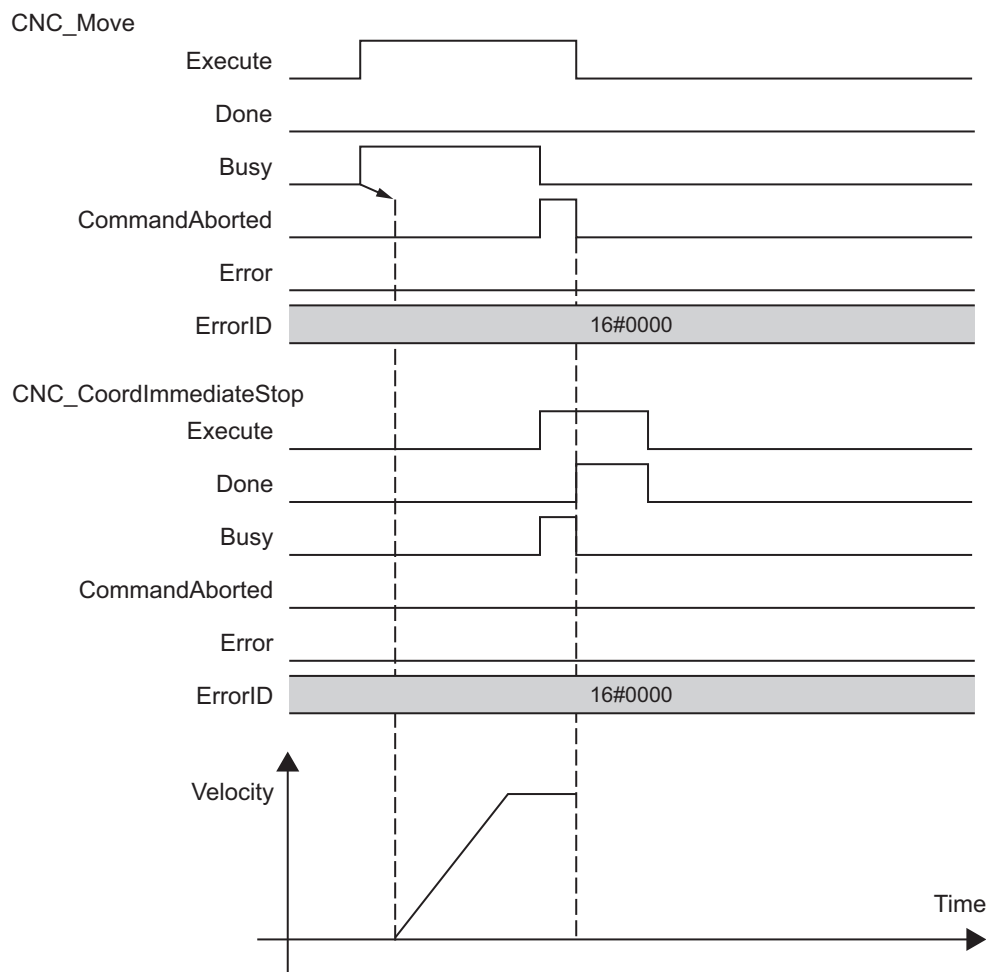 CNC_Move
Execute
Done
Busy
CommandAborted
Error
ErrorID
16#0000
CNC_CoordImmediateStop
Execute
Done
Busy
CommandAborted
Error
ErrorID
16#0000
Velocity
Time